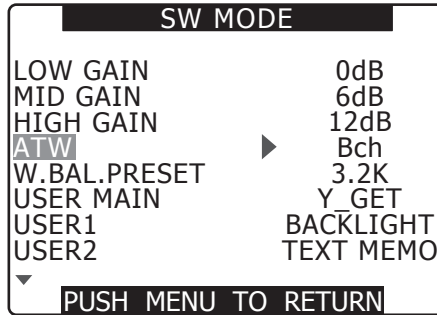 SW MODE
LOW GAIN 0dB
MID GAIN 6dB
HIGH GAIN 12dB
ATW Bch
W.BAL.PRESET 3.2K
USER MAIN Y_GET
USER1 BACKLIGHT
USER2 TEXT MEMO
PUSH MENU TO RETURN